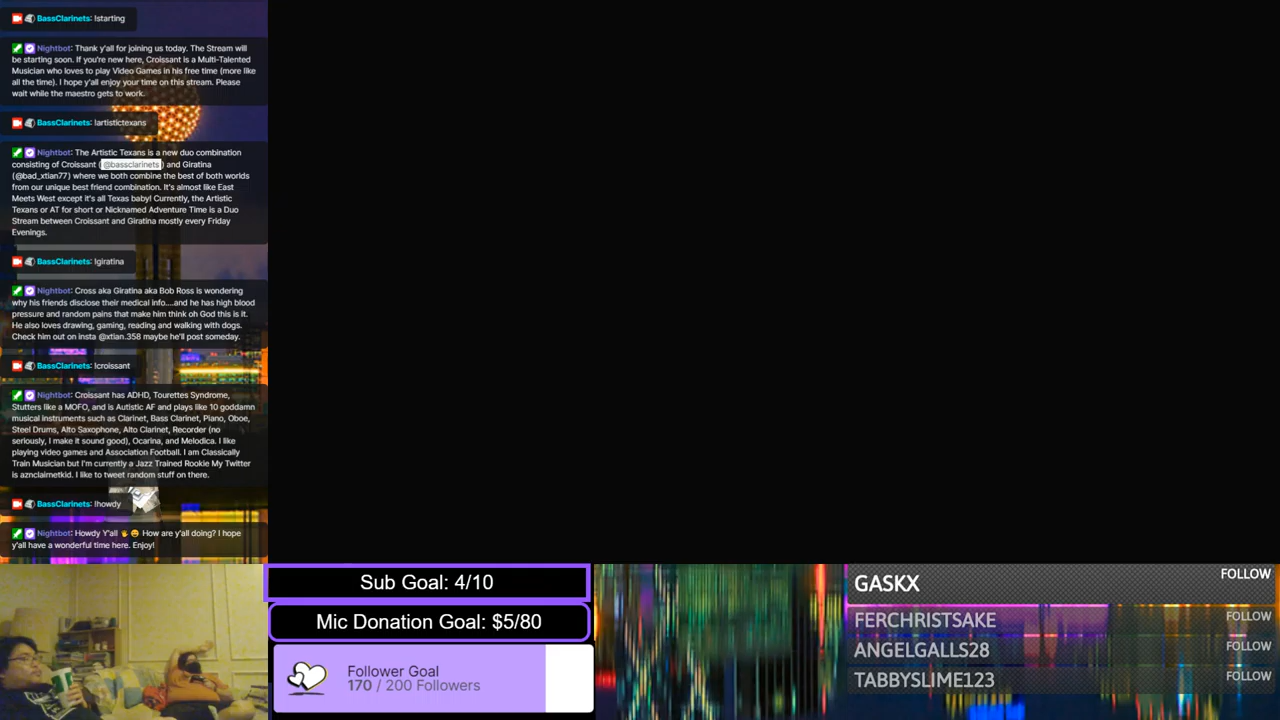 BassClarinets: !starting
Nightbot: Thank y'all for joining us today. The Stream will
be starting soon. If you're new here, Croissant is a Multi-Talented
Musician who loves to play Video Games in his free time (more like
all the time). I hope y'all enjoy your time on this stream. Please
wait while the maestro gets to work.
BassClarinets: !artistictexans
Nightbot: The Artistic Texans is a new duo combination
consisting of Croissant ( @bassclarinets ) and Giratina
(@bad_xtian77) where we both combine the best of both worlds
from our unique best friend combination. It's almost like East
Meets West except it's all Texas baby! Currently, the Artistic
Texans or AT for short or Nicknamed Adventure Time is a Duo
Stream between Croissant and Giratina mostly every Friday
Evenings.
BassClarinets: !giratina
Nightbot: Cross aka Giratina aka Bob Ross is wondering
why his friends disclose their medical info....and he has high blood
pressure and random pains that make him think oh God this is it.
He also loves drawing, gaming, reading and walking with dogs.
Check him out on insta @xtian.358 maybe he'll post someday.
BassClarinets: !croissant
Nightbot: Croissant has ADHD, Tourettes Syndrome,
Stutters like a MOFO, and is Autistic AF and plays like 10 goddamn
musical instruments such as Clarinet, Bass Clarinet, Piano, Oboe,
Steel Drums, Alto Saxophone, Alto Clarinet, Recorder (no
seriously, I make it sound good), Ocarina, and Melodica. I like
playing video games and Association Football. I am Classically
Train Musician but I'm currently a Jazz Trained Rookie My Twitter
is aznclairnetkid. I like to tweet random stuff on there.
BassClarinets: !howdy
Nightbot: Howdy Y'all 🖐 😄 How are y'all doing? I hope
y'all have a wonderful time here. Enjoy!
Sub Goal: 4/10
Mic Donation Goal: $5/80
Follower Goal
170 / 200 Followers
GASKX FOLLOW
FERCHRISTSAKE FOLLOW
ANGELGALLS28 FOLLOW
TABBYSLIME123 FOLLOW